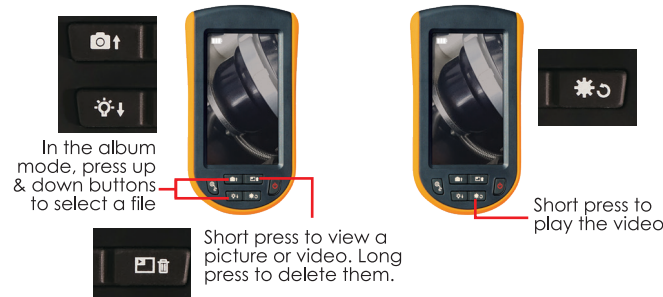 In the album
mode, press up
& down buttons
to select a file
Short press to view a
picture or video. Long
press to delete them.
Short press to
play the video